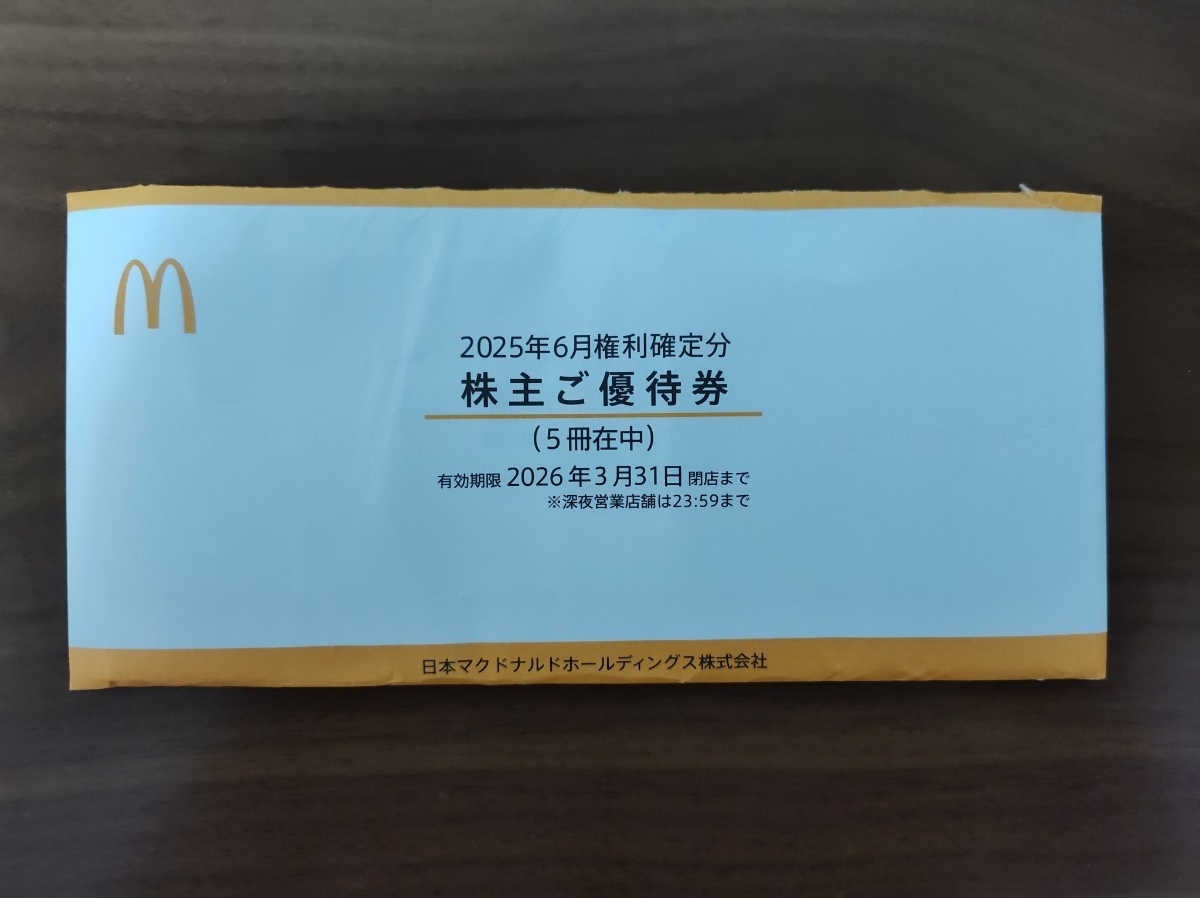 2025年6月権利確定分
株主ご優待券
(5冊在中)
有効期限 2026年3月31日閉店まで
※深夜営業店舗は23:59まで
日本マクドナルドホールディングス株式会社